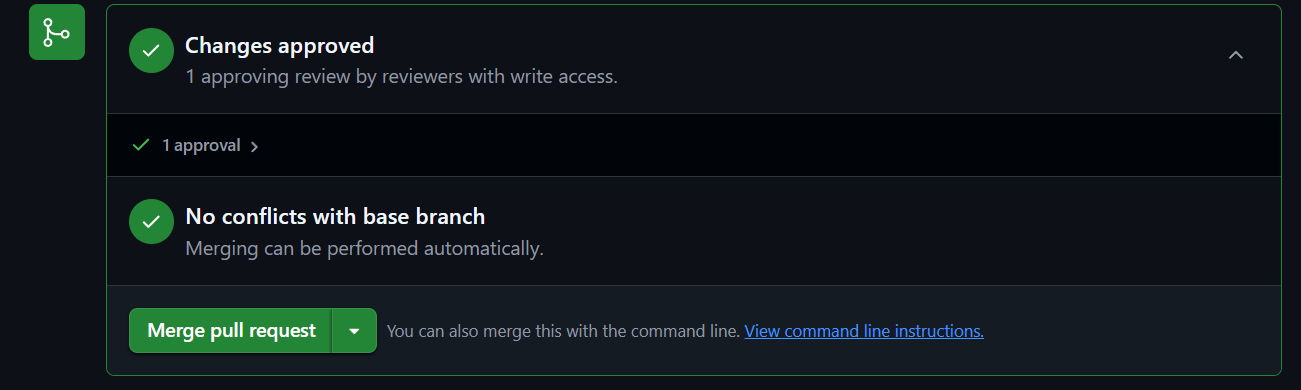 Changes approved
1 approving review by reviewers with write access.
1 approval
No conflicts with base branch
Merging can be performed automatically.
Merge pull request You can also merge this with the command line. View command line instructions.